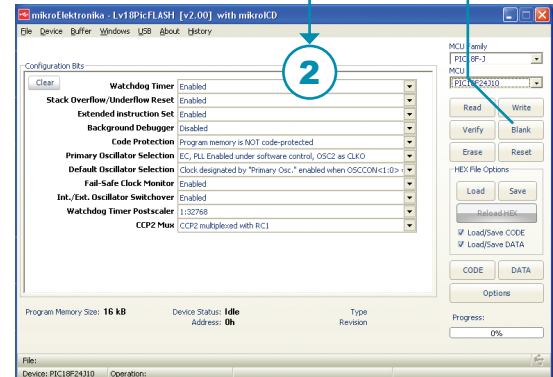 mikroElektronika - Lv18PicFLASH [v2.00] with mikroICD
File Device Buffer Windows USB About History
2
Configuration Bits
Clear
Watchdog Timer Enabled
Stack Overflow/Underflow Reset Enabled
Extended instruction Set Enabled
Background Debugger Disabled
Code Protection Program memory is NOT code-protected
Primary Oscillator Selection EC, PLL Enabled under software control, OSC2 as CLKO
Default Oscillator Selection Clock designated by "Primary Osc." enabled when OSCCON<1:0>
Fail-Safe Clock Monitor Enabled
Int./Ext. Oscillator Switchover Enabled
Watchdog Timer Postscaler 1:32768
CCP2 Mux CCP2 multiplexed with RC1
MCU Family
PIC18F-J
MCU
PIC18F24J10
Read Write
Verify Blank
Erase Reset
HEX File Options
Load Save
Reload HEX
Load/Save CODE
Load/Save DATA
CODE DATA
Options
Program Memory Size: 16 kB Device Status: Idle Type
Address: 0h Revision
Progress:
0%
File:
Device: PIC18F24J10 Operation: